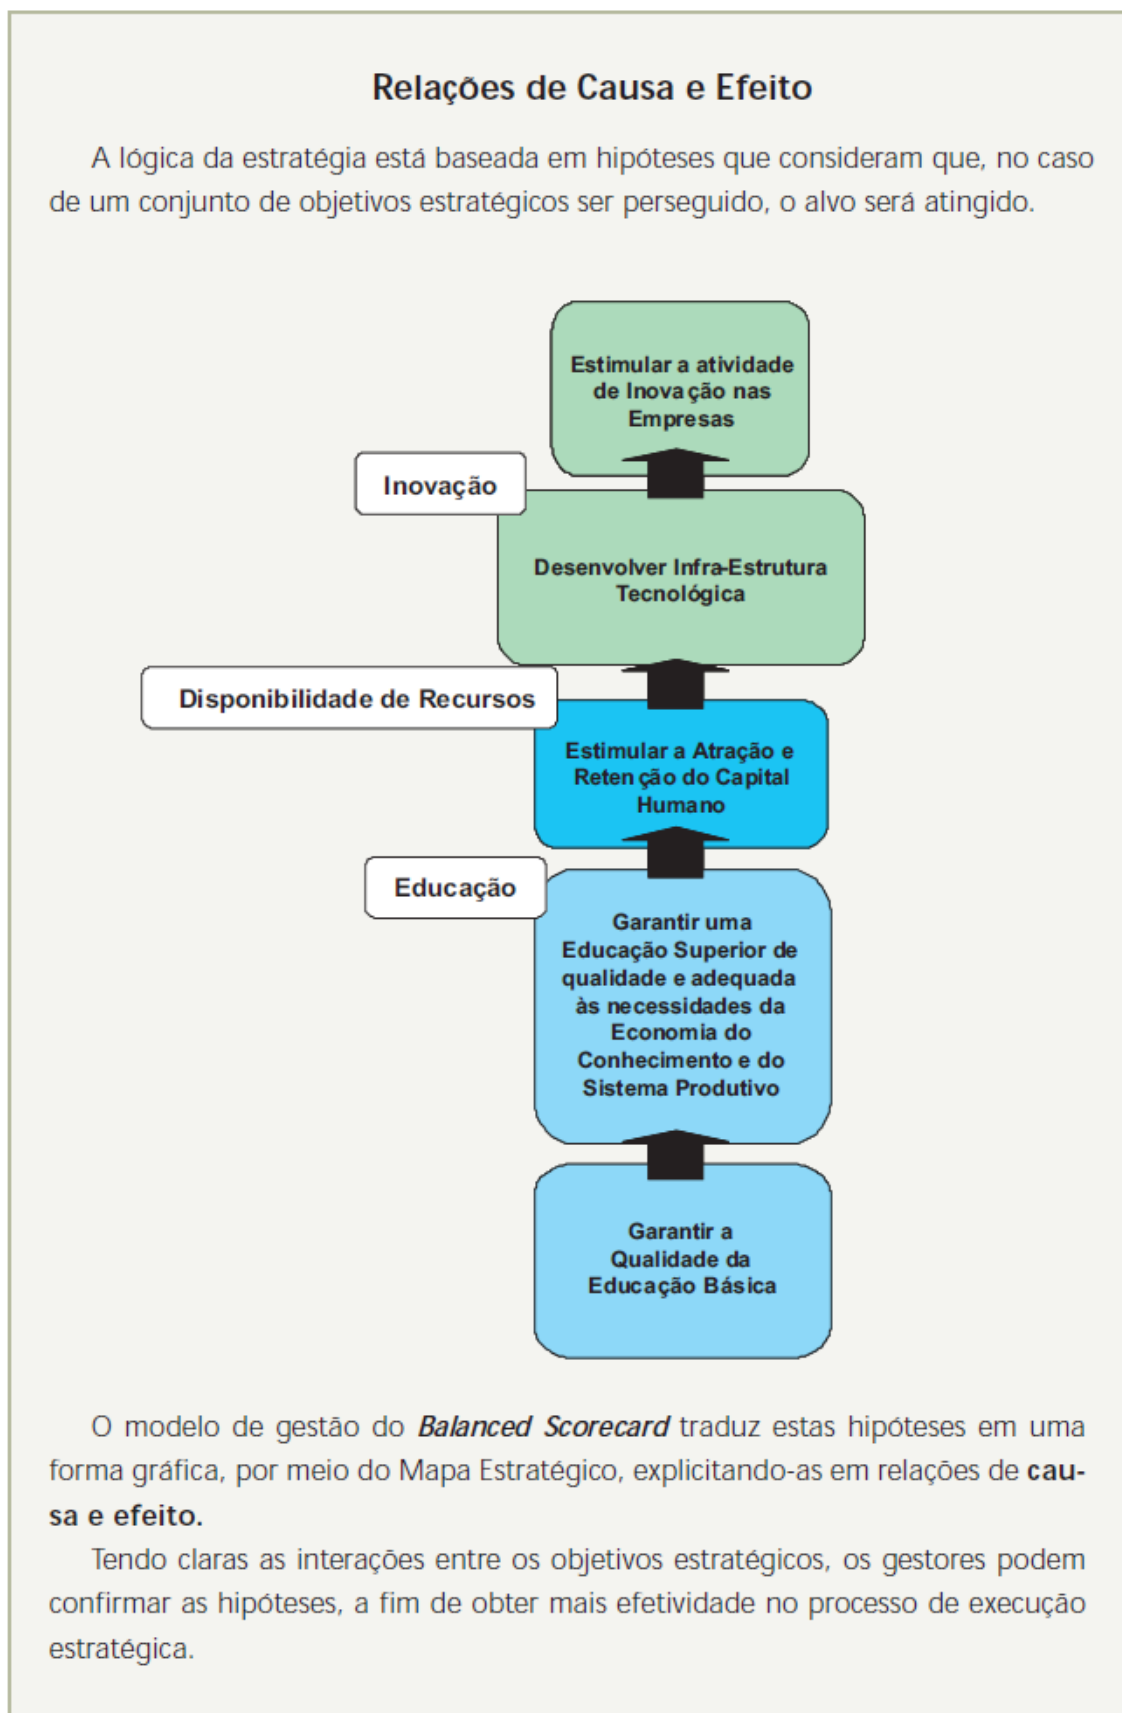 Relações de Causa e Efeito
A lógica da estratégia está baseada em hipóteses que consideram que, no caso
de um conjunto de objetivos estratégicos ser perseguido, o alvo será atingido.
Estimular a atividade
de Inovação nas
Empresas
Inovação
Desenvolver Infra-Estrutura
Tecnológica
Disponibilidade de Recursos
Estimular a Atração e
Retenção do Capital
Humano
Educação
Garantir uma
Educação Superior de
qualidade e adequada
às necessidades da
Economia do
Conhecimento e do
Sistema Produtivo
Garantir a
Qualidade da
Educação Básica
O modelo de gestão do Balanced Scorecard traduz estas hipóteses em uma
forma gráfica, por meio do Mapa Estratégico, explicitando-as em relações de cau-
sa e efeito.
Tendo claras as interações entre os objetivos estratégicos, os gestores podem
confirmar as hipóteses, a fim de obter mais efetividade no processo de execução
estratégica.